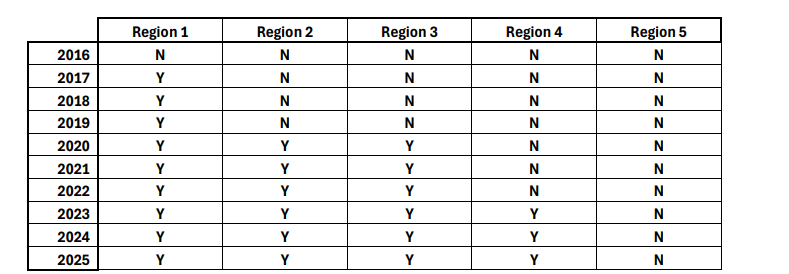 Region 1 Region 2 Region 3 Region 4 Region 5
2016 N N N N N
2017 Y N N N N
2018 Y N N N N
2019 Y N N N N
2020 Y Y Y N N
2021 Y Y Y N N
2022 Y Y Y N N
2023 Y Y Y Y N
2024 Y Y Y Y N
2025 Y Y Y Y N